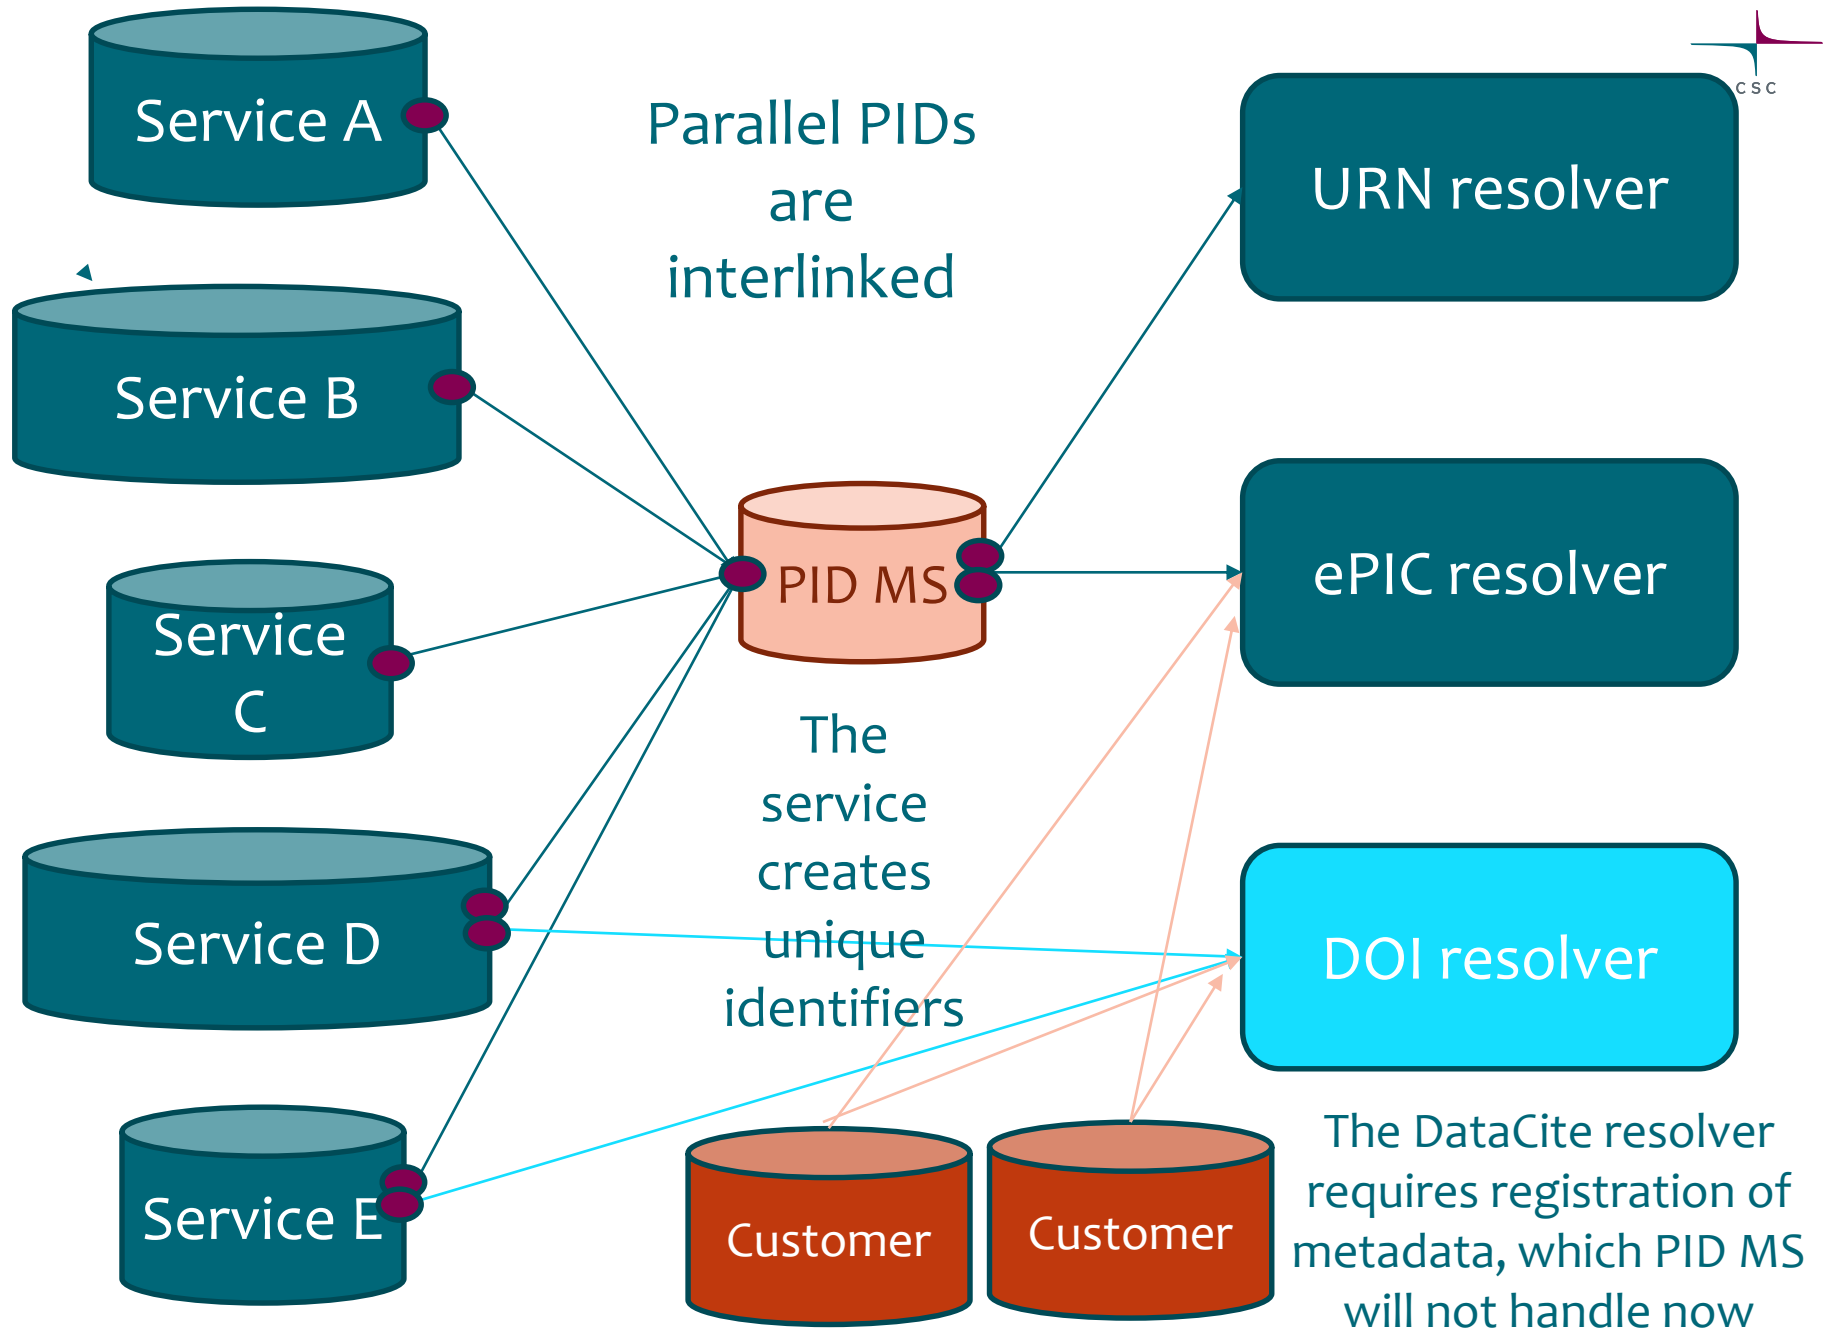 Service A
Parallel PIDs
are
interlinked
CSC
URN resolver
Service B
Service
C
PID MS
ePIC resolver
The
service
creates
unique
identifiers
Service D
DOI resolver
Service E
Customer
Customer
The DataCite resolver
requires registration of
metadata, which PID MS
will not handle now